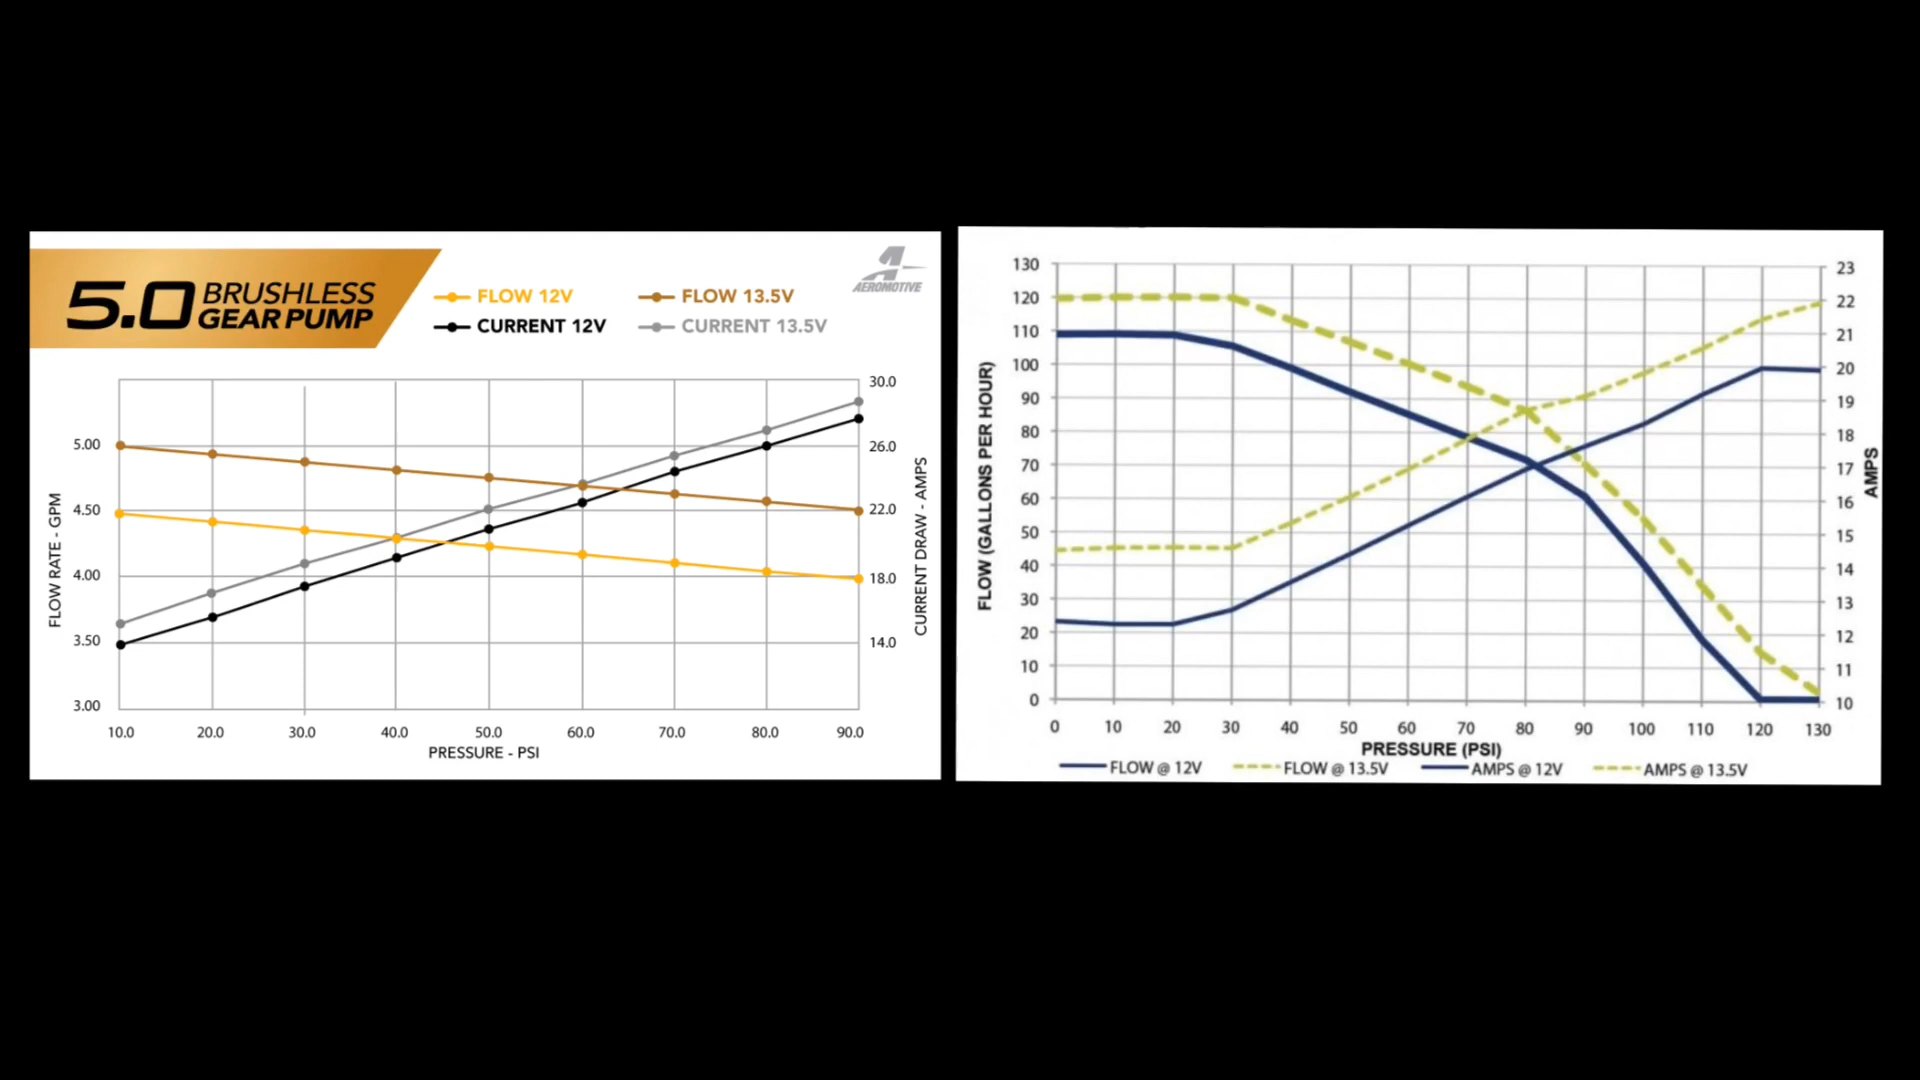 5.0 BRUSHLESS
GEAR PUMP
FLOW 12V
FLOW 13.5V
CURRENT 12V
CURRENT 13.5V
AEROMOTIVE
30.0
5.00
26.0
4.50
22.0
4.00
18.0
3.50
14.0
3.00
FLOW RATE - GPM
CURRENT DRAW - AMPS
10.0 20.0 30.0 40.0 50.0 60.0 70.0 80.0 90.0
PRESSURE - PSI
130
120
110
100
90
80
70
60
50
40
30
20
10
0
FLOW (GALLONS PER HOUR)
23
22
21
20
19
18
17
16
15
14
13
12
11
10
AMPS
0 10 20 30 40 50 60 70 80 90 100 110 120 130
PRESSURE (PSI)
FLOW @ 12V
FLOW @ 13.5V
AMPS @ 12V
AMPS @ 13.5V